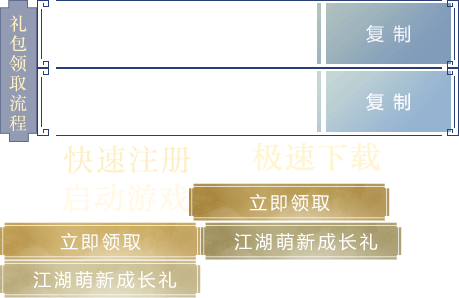 礼包领取流程
复制
复制
快速注册
极速下载
启动游戏
立即领取
立即领取
江湖萌新成长礼
江湖萌新成长礼